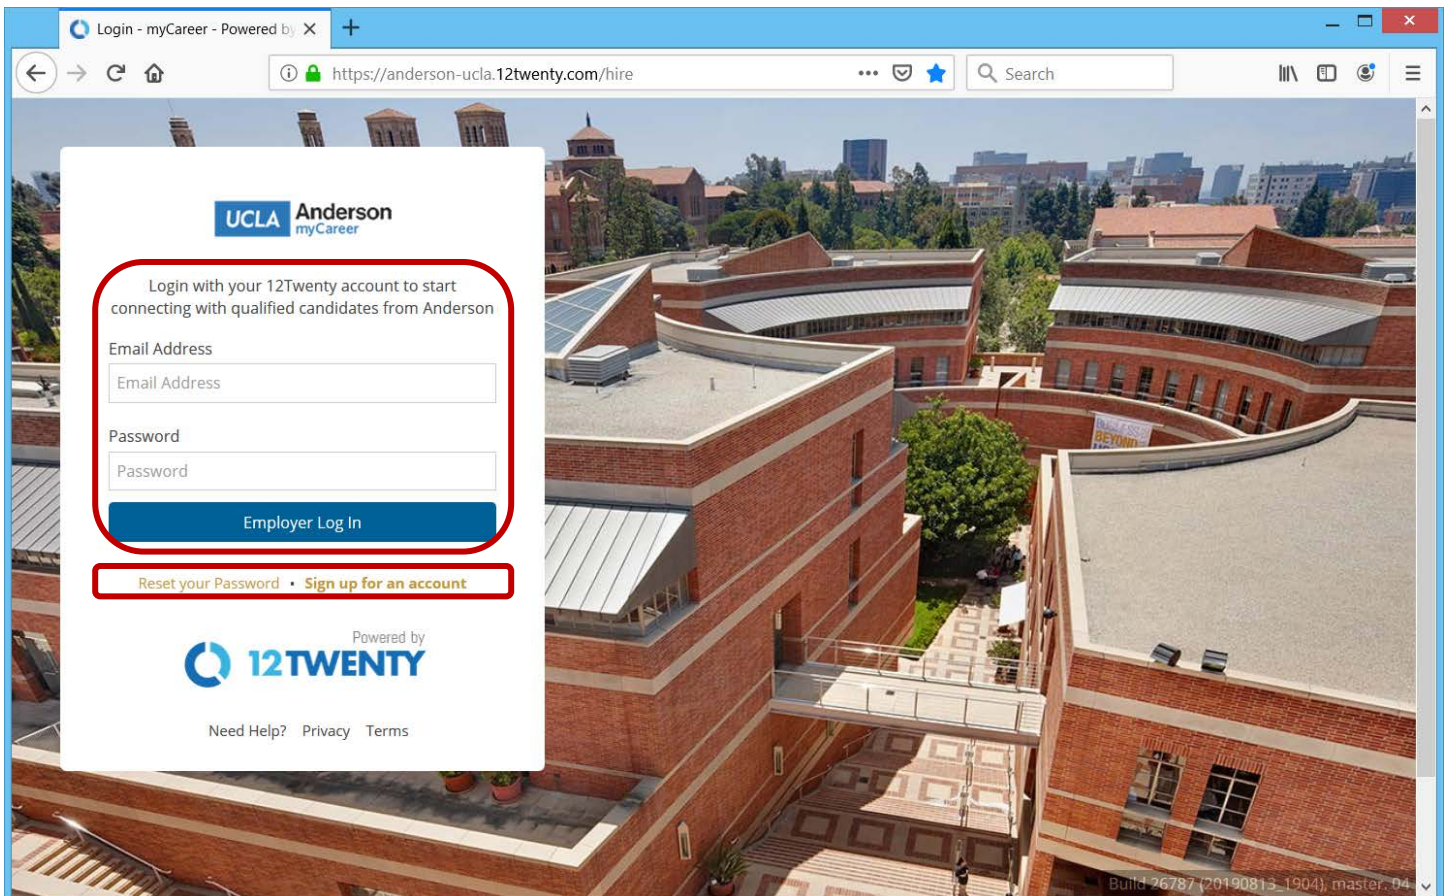 Login - myCareer - Powered by
https://anderson-ucla.12twenty.com/hire
Search
UCLA Anderson
myCareer
Login with your 12Twenty account to start
connecting with qualified candidates from Anderson
Email Address
Email Address
Password
Password
Employer Log In
Reset your Password • Sign up for an account
Powered by
12TWENTY
Need Help? Privacy Terms
BEYOND
Build 26787 (20190813_1904), master. 04